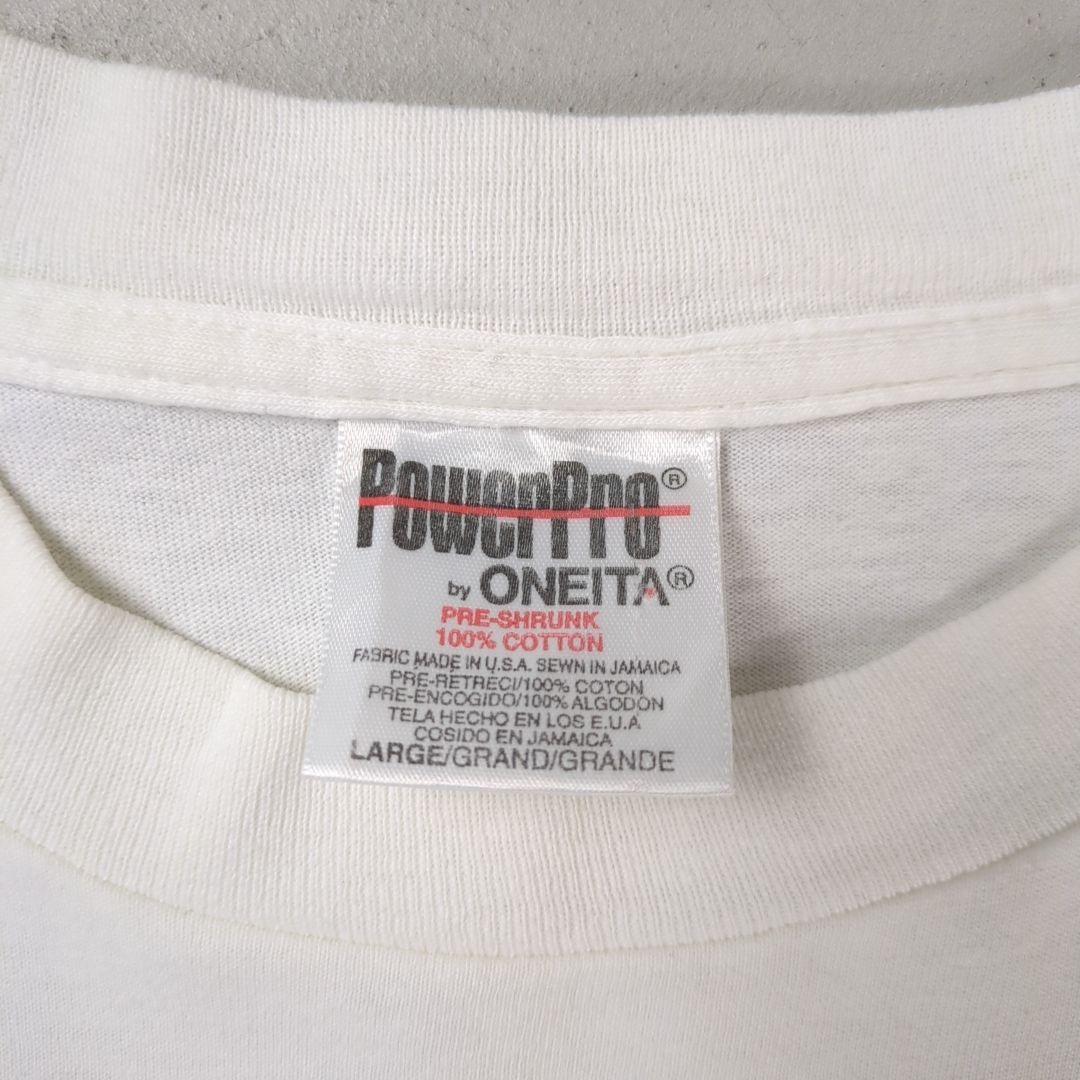 PowerPro®
by ONEITA®
PRE-SHRUNK
100% COTTON
FABRIC MADE IN U.S.A. SEWN IN JAMAICA
PRE-RETRECI/100% COTON
PRE-ENCOGIDO/100% ALGODON
TELA HECHO EN LOS E.U.A
COSIDO EN JAMAICA
LARGE/GRAND/GRANDE